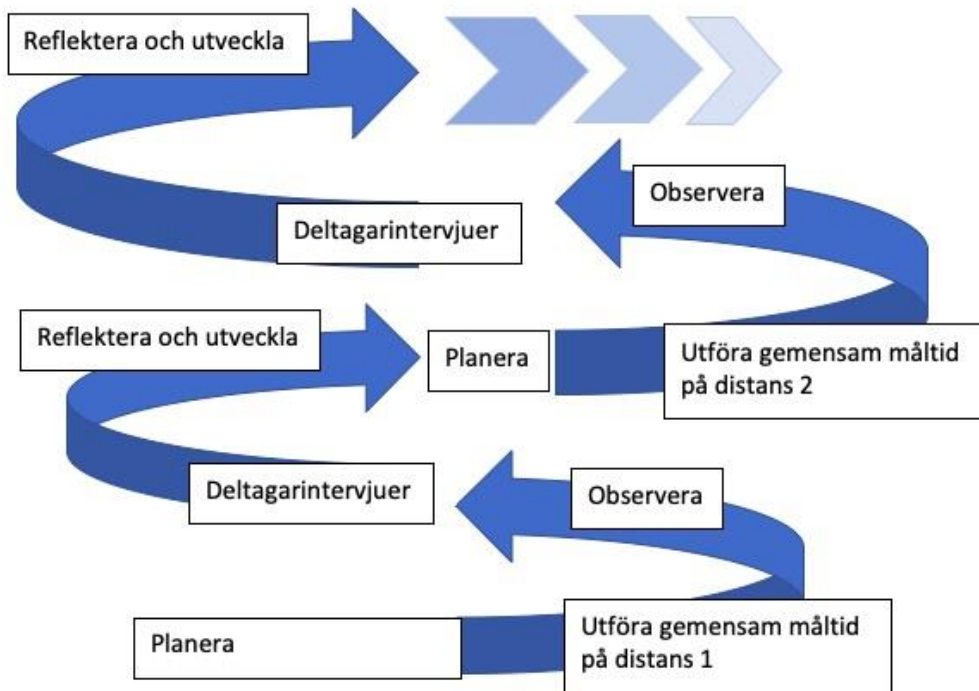 Reflektera och utveckla
Observera
Deltagarintervjuer
Reflektera och utveckla
Planera
Utföra gemensam måltid
på distans 2
Deltagarintervjuer
Observera
Planera
Utföra gemensam måltid
på distans 1